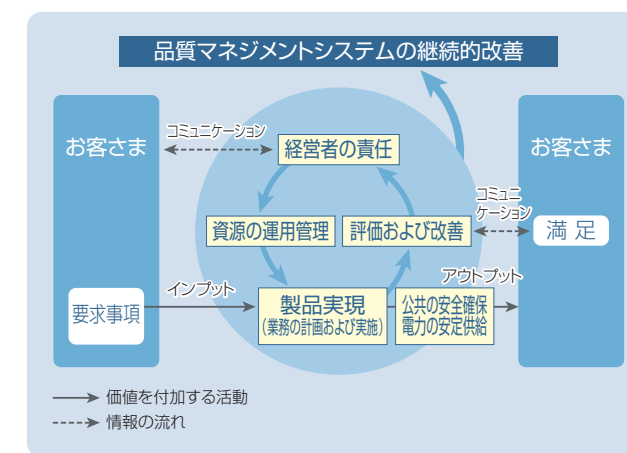 品質マネジメントシステムの継続的改善
お客さま
コミュニケーション
経営者の責任
お客さま
資源の運用管理
評価および改善
コミュニ
ケーション
満足
要求事項
インプット
製品実現
(業務の計画および実施)
アウトプット
公共の安全確保
電力の安定供給
価値を付加する活動
情報の流れ